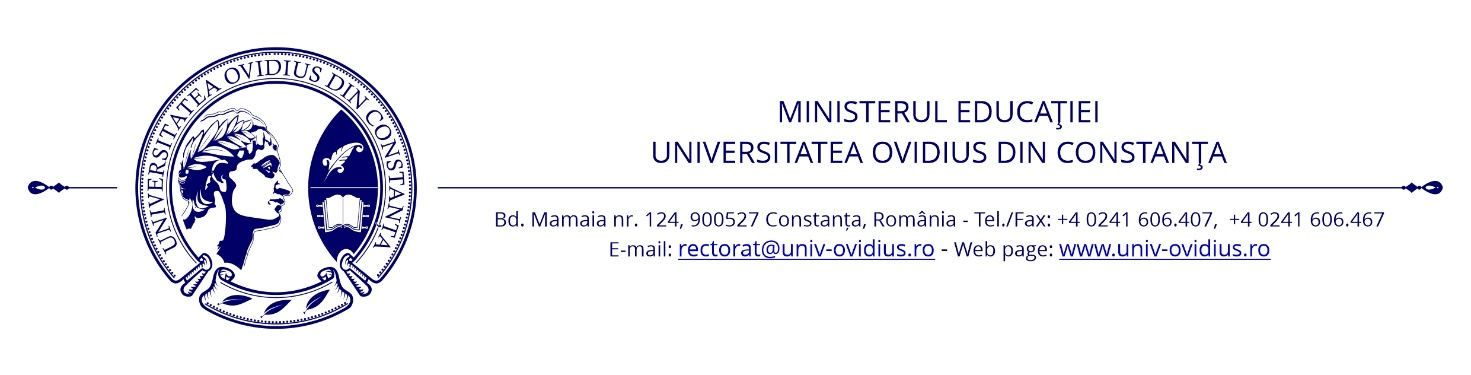 UNIVERSITATEA OVIDIUS DIN CONSTANȚA
MINISTERUL EDUCAŢIEI
UNIVERSITATEA OVIDIUS DIN CONSTANŢA
Bd. Mamaia nr. 124, 900527 Constanța, România - Tel./Fax: +4 0241 606.407, +4 0241 606.467
E-mail: rectorat@univ-ovidius.ro - Web page: www.univ-ovidius.ro